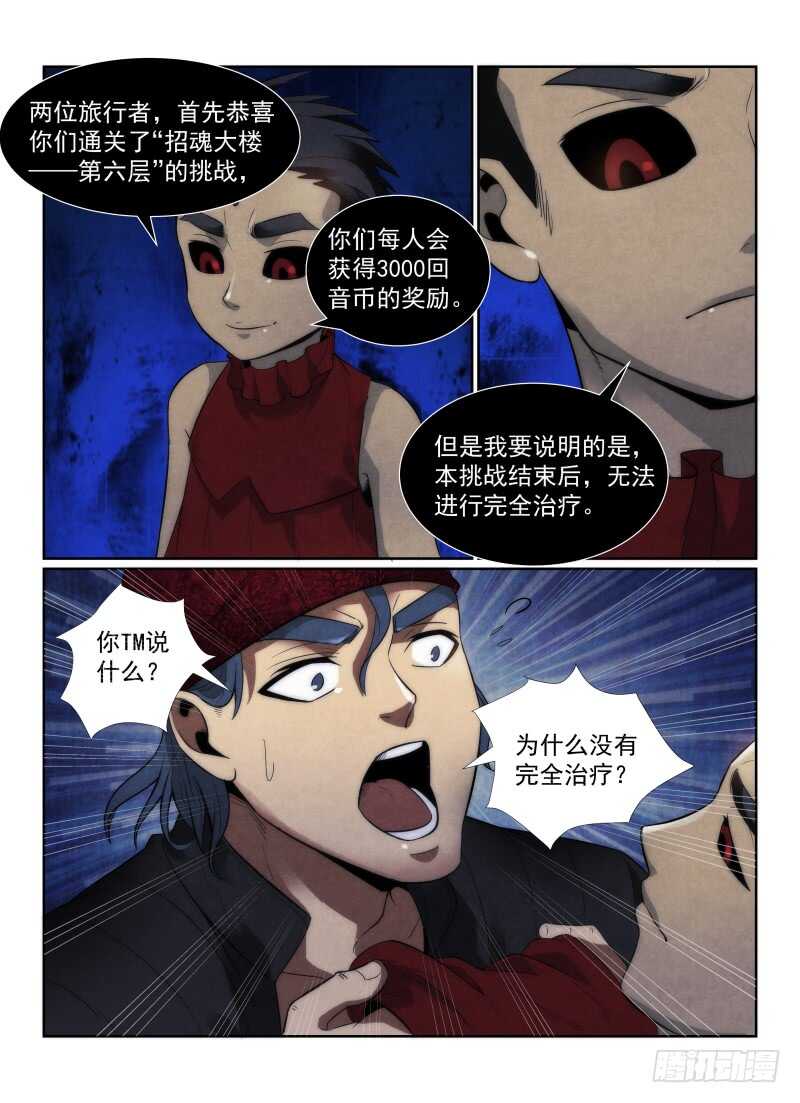 两位旅行者，首先恭喜
你们通关了“招魂大楼
——第六层”的挑战，
你们每人会
获得3000回
音币的奖励。
但是我要说明的是，
本挑战结束后，无法
进行完全治疗。
你TM说
什么？
为什么没有
完全治疗？
腾讯动漫